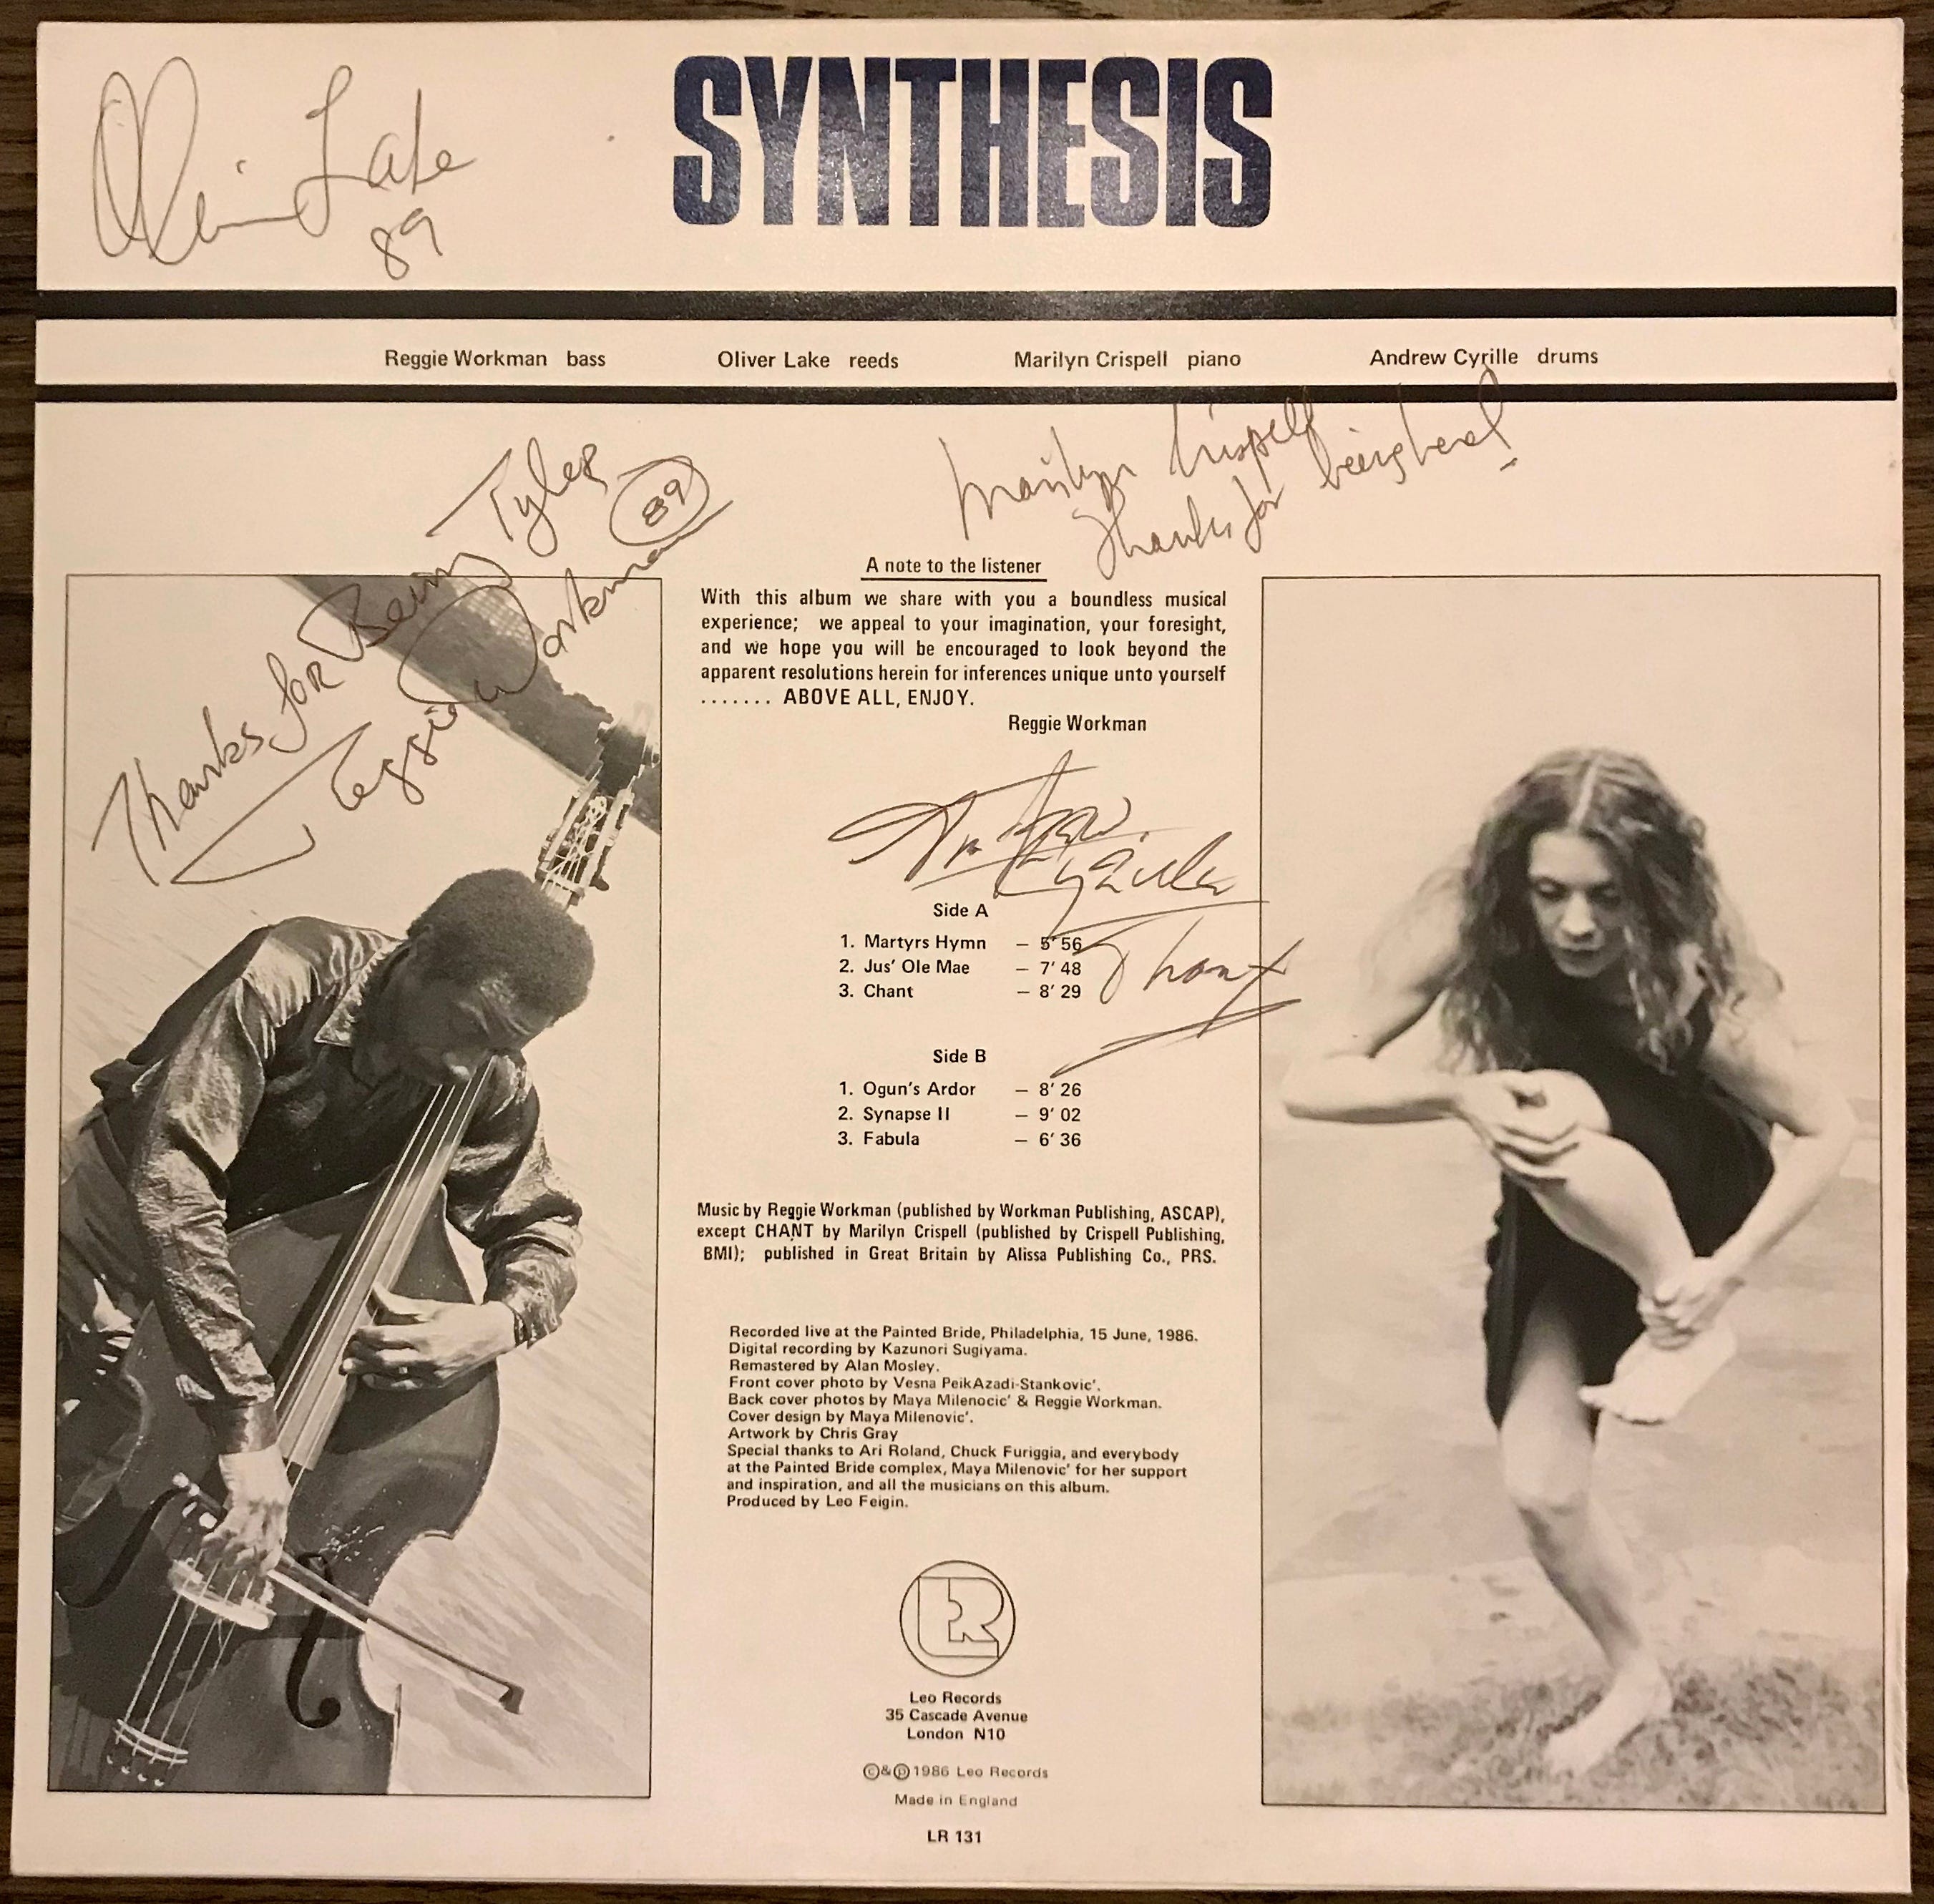 SYNTHESIS
Oliver Lake
89
Reggie Workman bass Oliver Lake reeds Marilyn Crispell piano Andrew Cyrille drums
Marilyn Crispell
Thanks for being here!
Thanks for Being Tyler
Reggie Workman 89
A note to the listener
With this album we share with you a boundless musical
experience; we appeal to your imagination, your foresight,
and we hope you will be encouraged to look beyond the
apparent resolutions herein for inferences unique unto yourself
....... ABOVE ALL, ENJOY.
Reggie Workman
Andrew
Cyrille
Side A
1. Martyrs Hymn – 5' 56
2. Jus' Ole Mae – 7' 48
3. Chant – 8' 29
Side B
1. Ogun's Ardor – 8' 26
2. Synapse II – 9' 02
3. Fabula – 6' 36
Music by Reggie Workman (published by Workman Publishing, ASCAP),
except CHANT by Marilyn Crispell (published by Crispell Publishing,
BMI); published in Great Britain by Alissa Publishing Co., PRS.
Recorded live at the Painted Bride, Philadelphia, 15 June, 1986.
Digital recording by Kazunori Sugiyama.
Remastered by Alan Mosley.
Front cover photo by Vesna PeikAzadi-Stankovic'.
Back cover photos by Maya Milenocic' & Reggie Workman.
Cover design by Maya Milenovic'.
Artwork by Chris Gray
Special thanks to Ari Roland, Chuck Furiggia, and everybody
at the Painted Bride complex, Maya Milenovic' for her support
and inspiration, and all the musicians on this album.
Produced by Leo Feigin.
LR
Leo Records
35 Cascade Avenue
London N10
©&℗1986 Leo Records
Made in England
LR 131